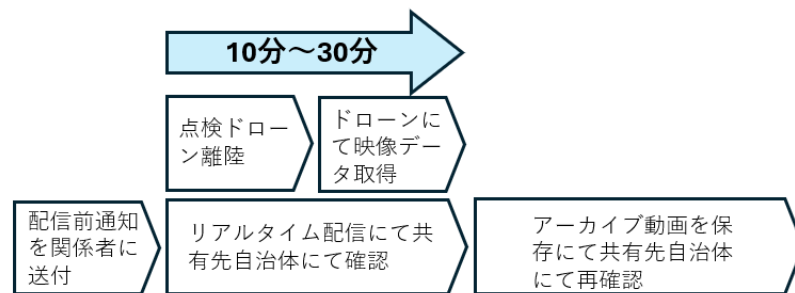 10分～30分
点検ドロー
ン離陸
ドローンに
て映像デー
タ取得
配信前通知
を関係者に
送付
リアルタイム配信にて共
有先自治体にて確認
アーカイブ動画を保
存にて共有先自治体
にて再確認